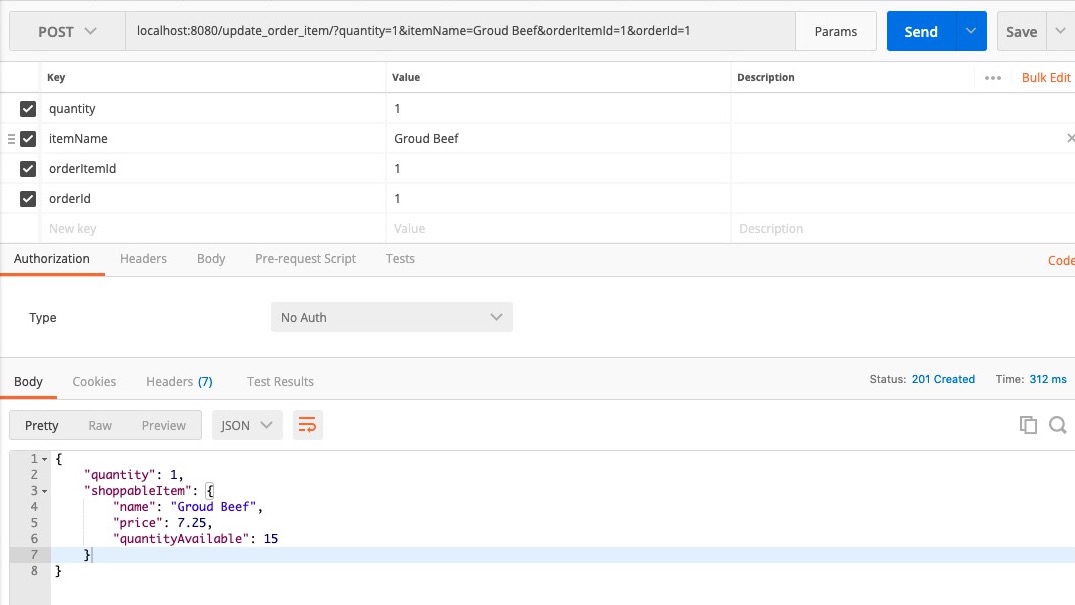 POST localhost:8080/update_order_item/?quantity=1&itemName=Groud Beef&orderItemId=1&orderId=1 Params Send Save
Key Value Description ••• Bulk Edit
quantity 1
itemName Groud Beef
orderItemId 1
orderId 1
New key Value Description
Authorization Headers Body Pre-request Script Tests Code
Type No Auth
Body Cookies Headers (7) Test Results Status: 201 Created Time: 312 ms
Pretty Raw Preview JSON
1 {
2 "quantity": 1,
3 "shoppableItem": {
4 "name": "Groud Beef",
5 "price": 7.25,
6 "quantityAvailable": 15
7 }
8 }